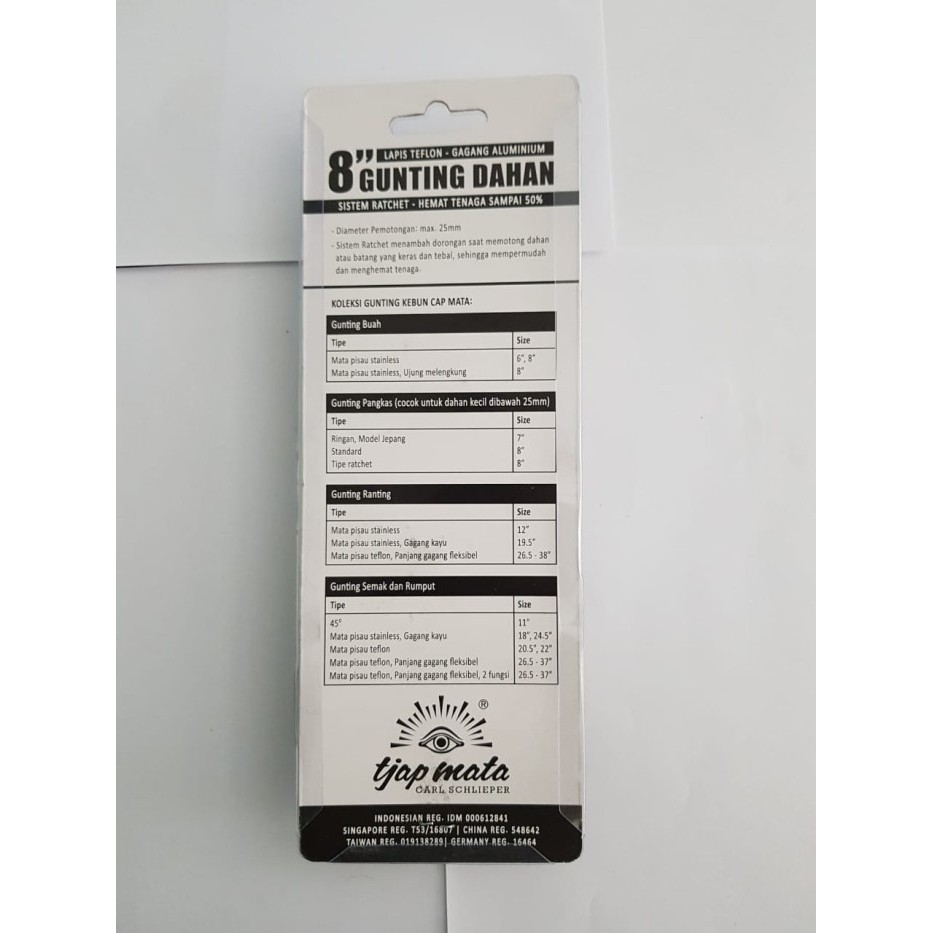 LAPIS TEFLON - GAGANG ALUMINIUM
8” GUNTING DAHAN
SISTEM RATCHET - HEMAT TENAGA SAMPAI 50%
- Diameter Pemotongan: max. 25mm
- Sistem Ratchet menambah dorongan saat memotong dahan
atau batang yang keras dan tebal, sehingga mempermudah
dan menghemat tenaga.
KOLEKSI GUNTING KEBUN CAP MATA:
Gunting Buah
Tipe Size
Mata pisau stainless 6", 8"
Mata pisau stainless, Ujung melengkung 8"
Gunting Pangkas (cocok untuk dahan kecil dibawah 25mm)
Tipe Size
Ringan, Model Jepang 7"
Standard 8"
Tipe ratchet 8"
Gunting Ranting
Tipe Size
Mata pisau stainless 12"
Mata pisau stainless, Gagang kayu 19.5"
Mata pisau teflon, Panjang gagang fleksibel 26.5 - 38"
Gunting Semak dan Rumput
Tipe Size
45° 11"
Mata pisau stainless, Gagang kayu 18", 24.5"
Mata pisau teflon 20.5", 22"
Mata pisau teflon, Panjang gagang fleksibel 26.5 - 37"
Mata pisau teflon, Panjang gagang fleksibel, 2 fungsi 26.5 - 37"
®
tjap mata
CARL SCHLIEPER
INDONESIAN REG. IDM 000612841
SINGAPORE REG. T53/16807 | CHINA REG. 548642
TAIWAN REG. 019138289| GERMANY REG. 16464